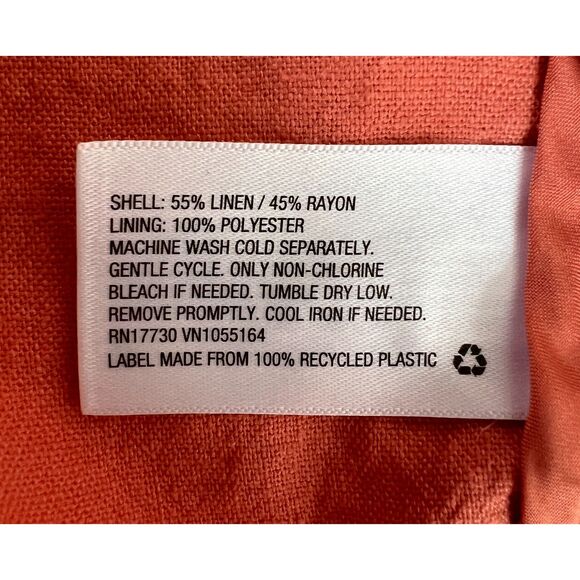 SHELL: 55% LINEN / 45% RAYON
LINING: 100% POLYESTER
MACHINE WASH COLD SEPARATELY.
GENTLE CYCLE. ONLY NON-CHLORINE
BLEACH IF NEEDED. TUMBLE DRY LOW.
REMOVE PROMPTLY. COOL IRON IF NEEDED.
RN17730 VN1055164
LABEL MADE FROM 100% RECYCLED PLASTIC